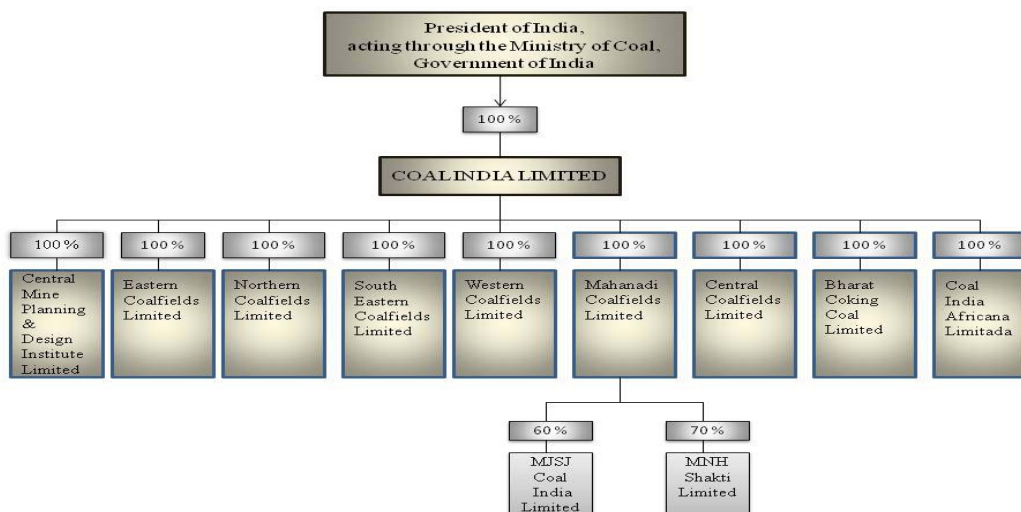 President of India,
acting through the Ministry of Coal,
Government of India
100%
COAL INDIA LIMITED
100%
100%
100%
100%
100%
100%
100%
100%
100%
Central
Mine
Planning
&
Design
Institute
Limited
Eastern
Coalfields
Limited
Northern
Coalfields
Limited
South
Eastern
Coalfields
Limited
Western
Coalfields
Limited
Mahanadi
Coalfields
Limited
Central
Coalfields
Limited
Bharat
Coking
Coal
Limited
Coal
India
Africana
Limitada
60%
70%
MJSJ
Coal
India
Limited
MNH
Shakti
Limited